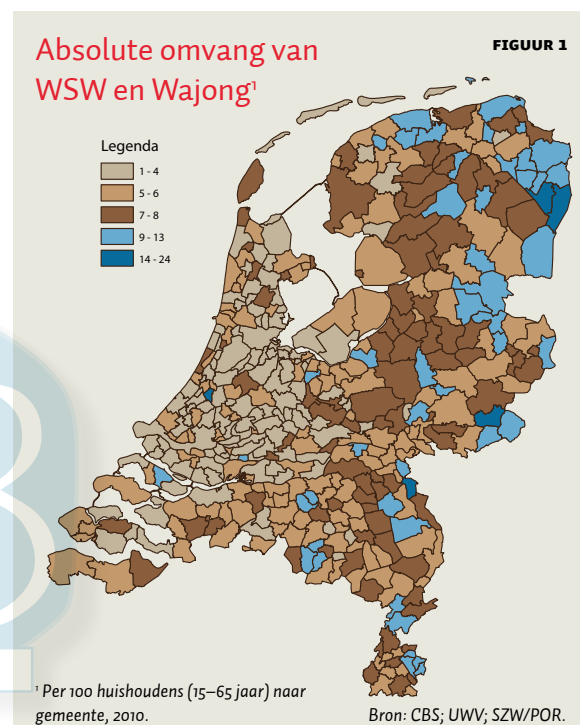 Absolute omvang van
WSW en Wajong¹
FIGUUR 1
Legenda
1 - 4
5 - 6
7 - 8
9 - 13
14 - 24
¹ Per 100 huishoudens (15–65 jaar) naar
gemeente, 2010.
Bron: CBS; UWV; SZW/POR.